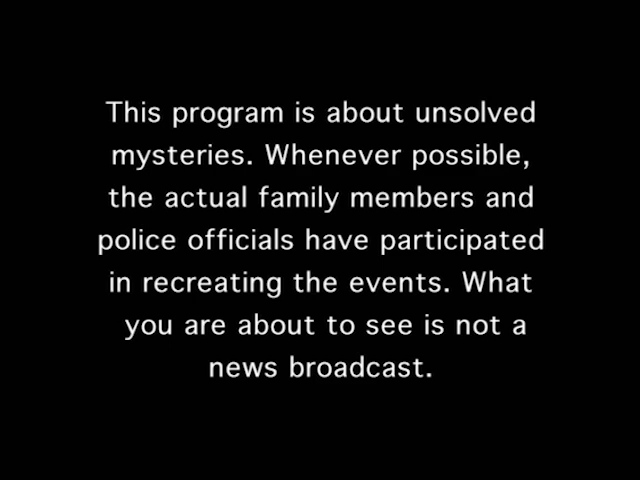 This program is about unsolved
mysteries. Whenever possible,
the actual family members and
police officials have participated
in recreating the events. What
you are about to see is not a
news broadcast.